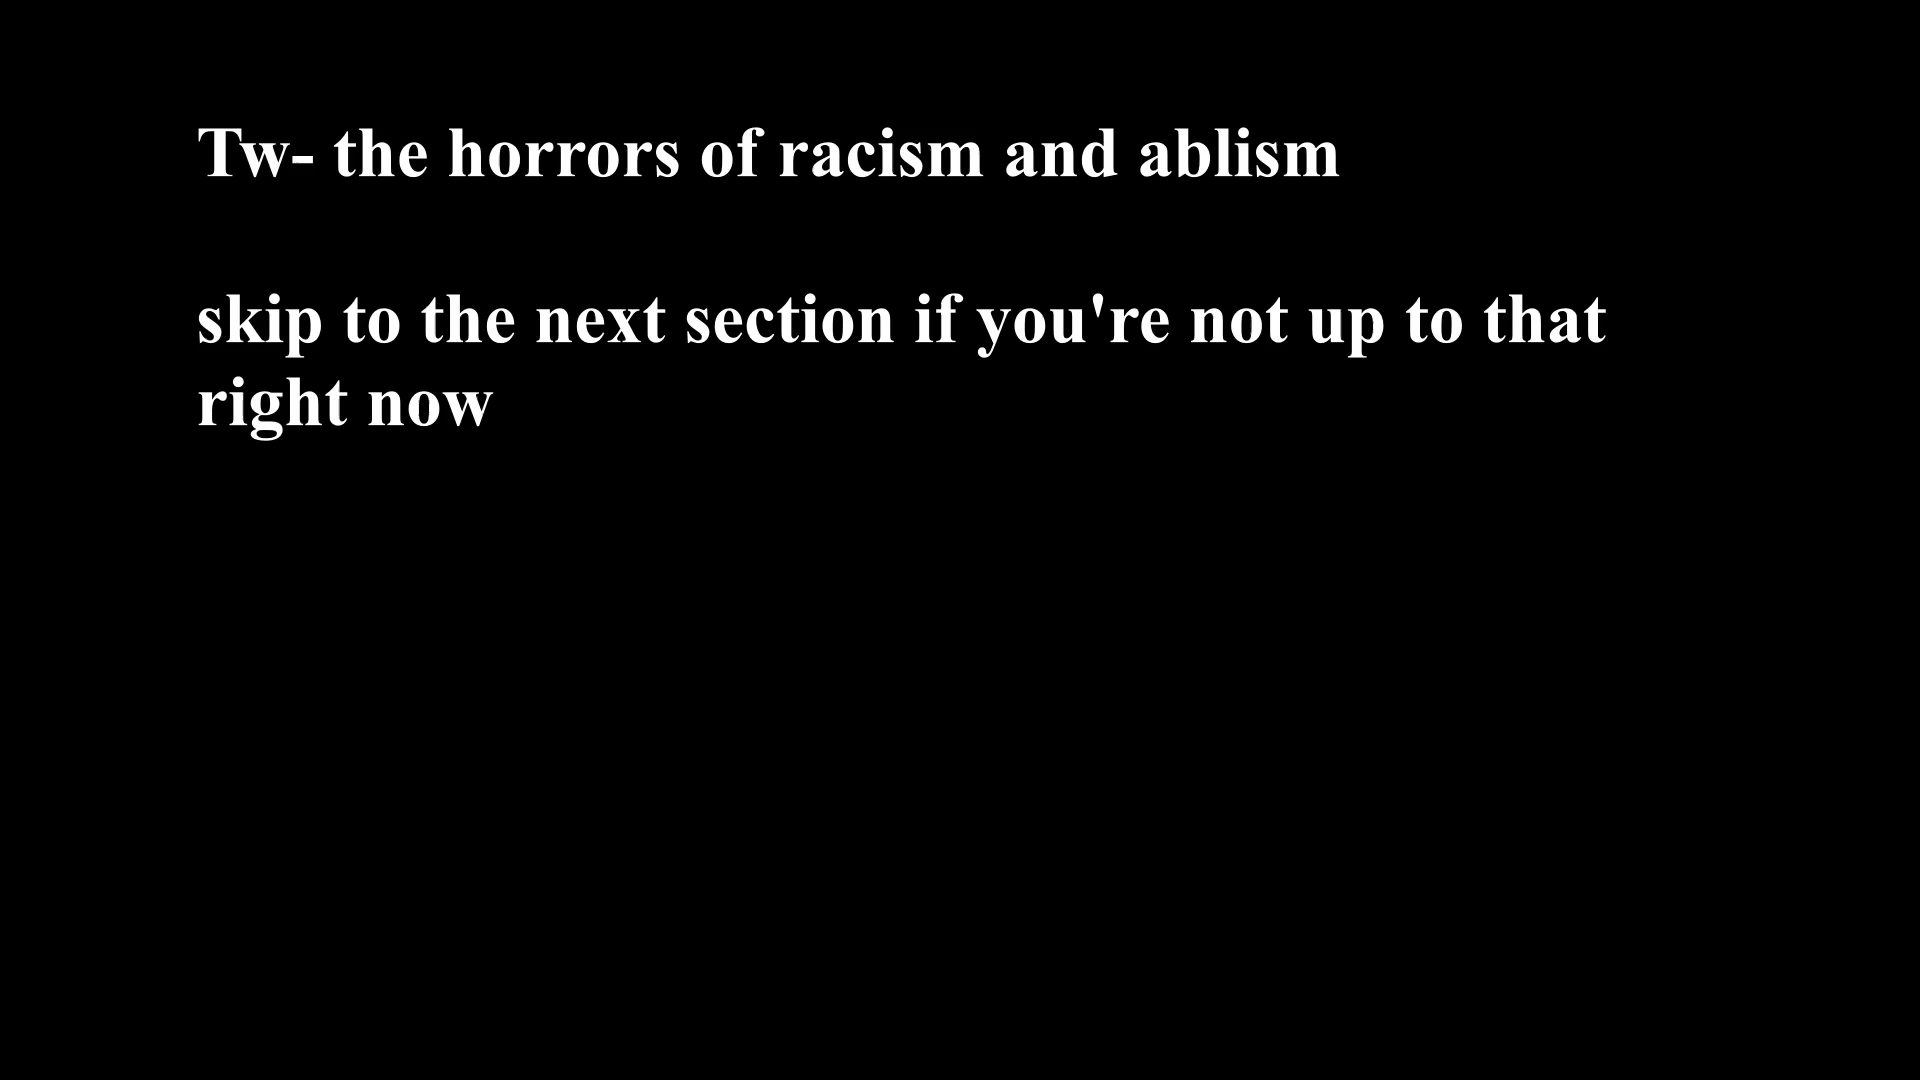 Tw- the horrors of racism and ablism
skip to the next section if you're not up to that
right now